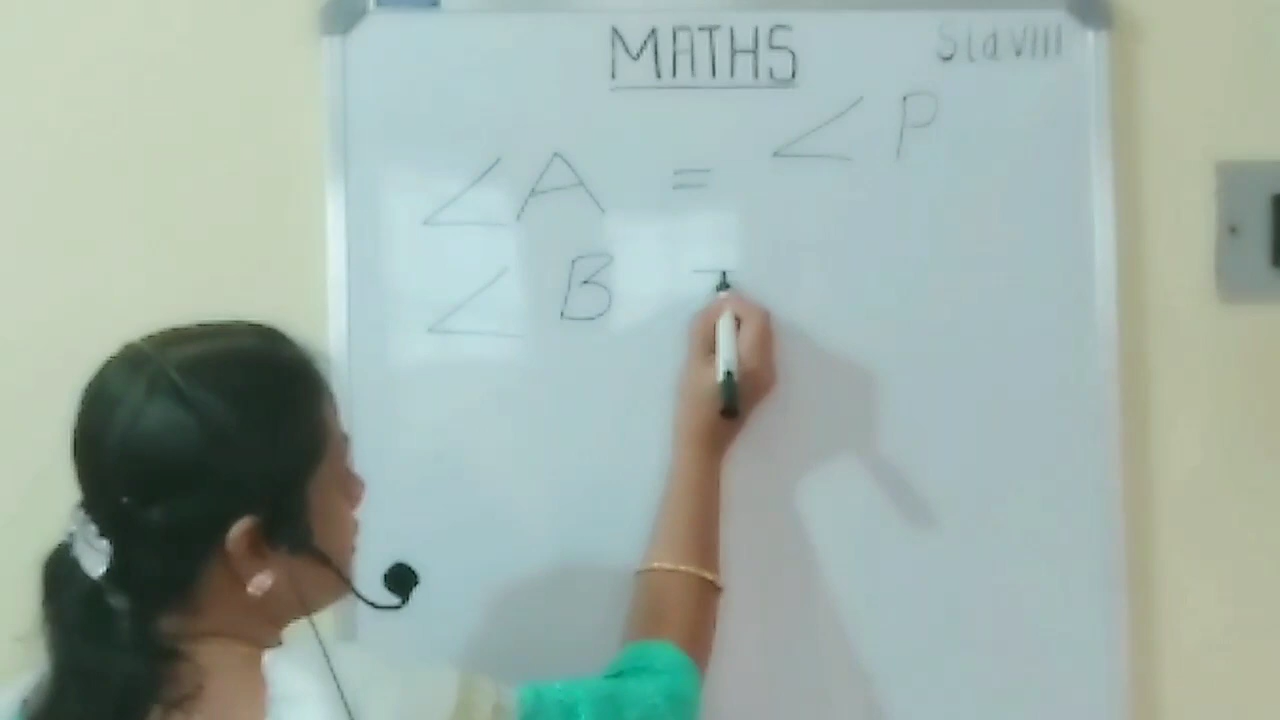 MATHS
Std VIII
∠A = ∠P
∠B -